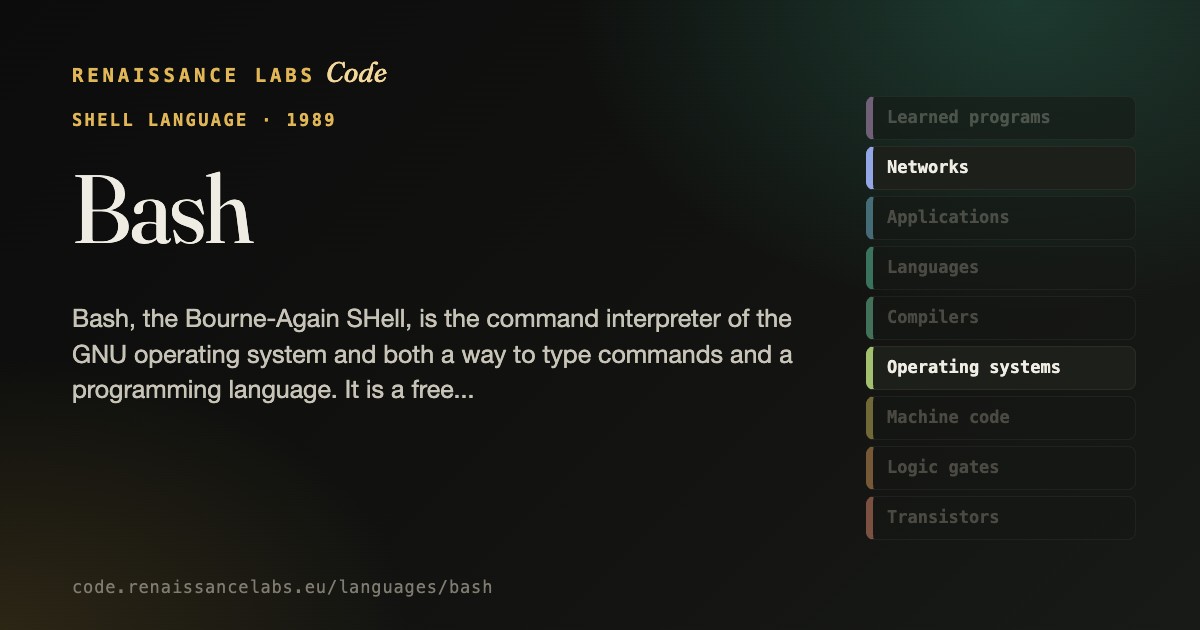 RENAISSANCE LABS Code
SHELL LANGUAGE · 1989
Bash
Bash, the Bourne-Again SHell, is the command interpreter of the
GNU operating system and both a way to type commands and a
programming language. It is a free...
code.renaissancelabs.eu/languages/bash
Learned programs
Networks
Applications
Languages
Compilers
Operating systems
Machine code
Logic gates
Transistors